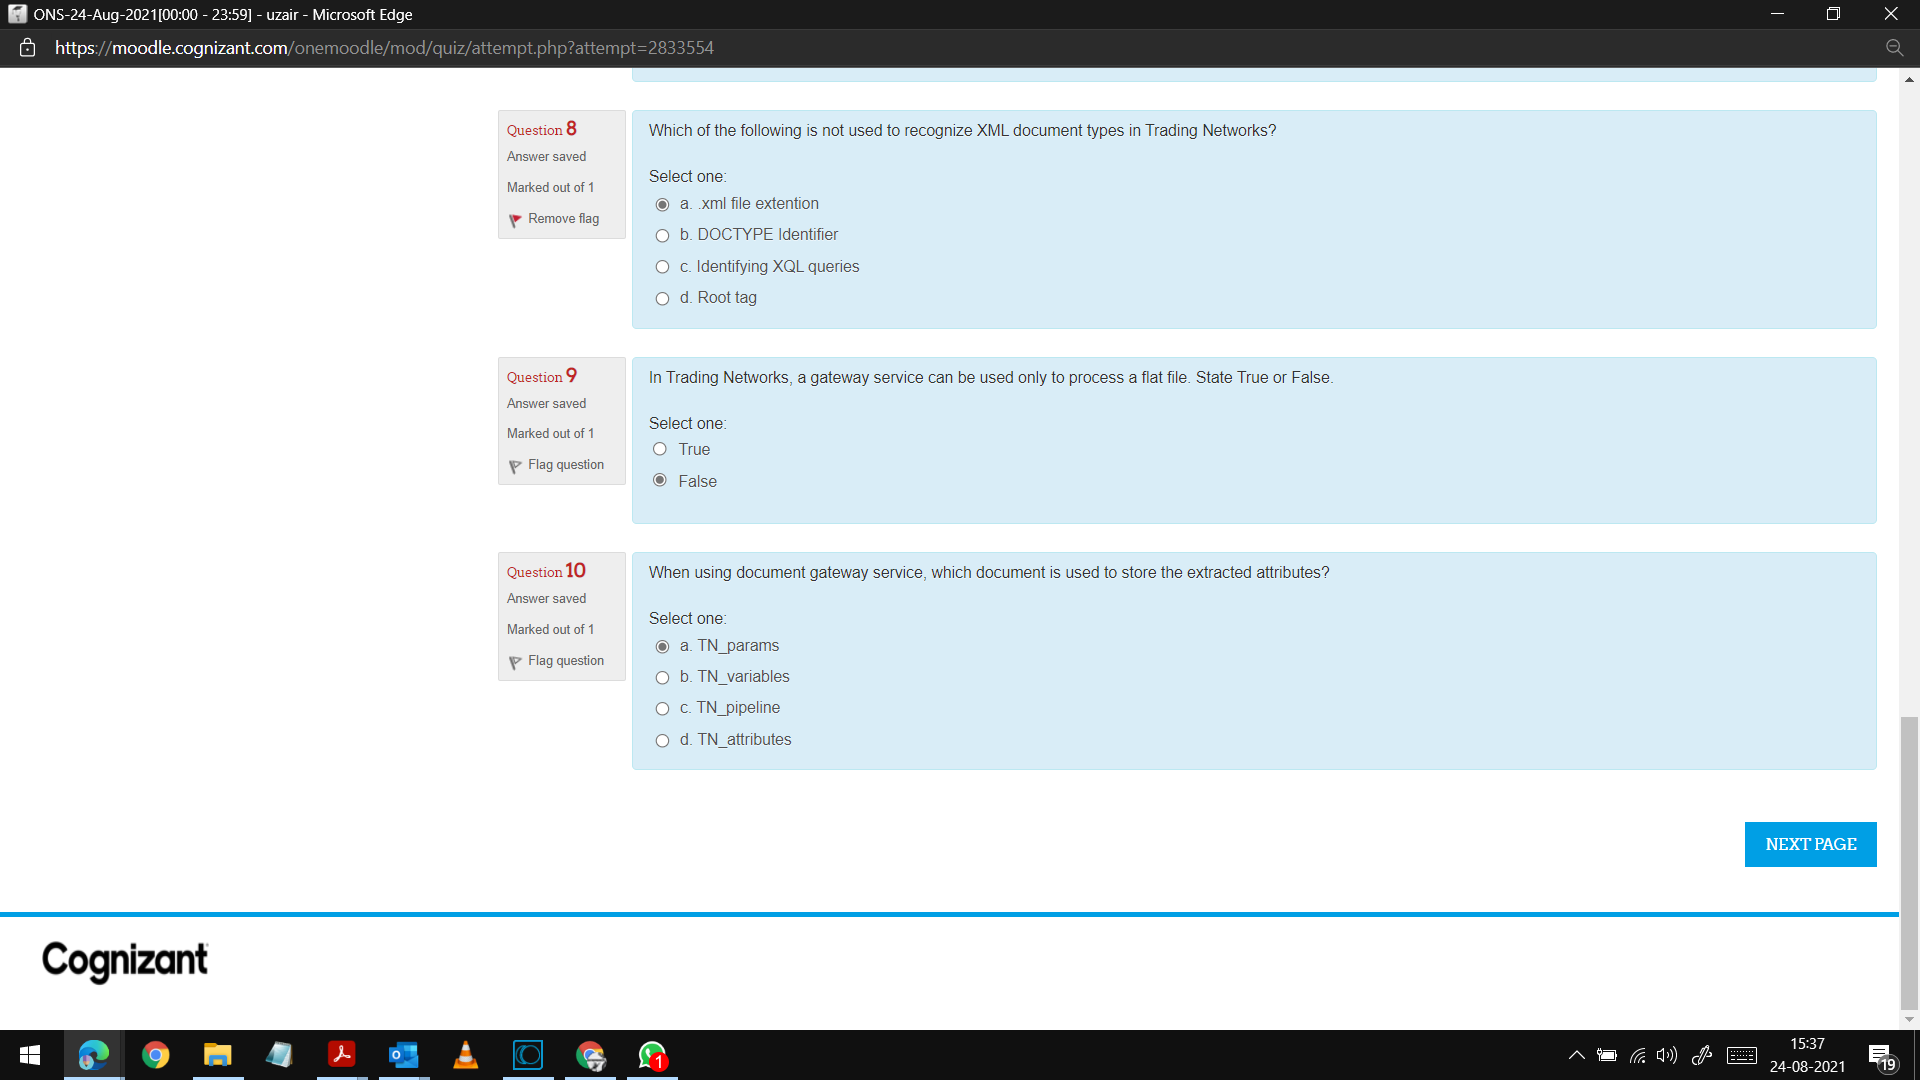 ONS-24-Aug-2021[00:00 - 23:59] - uzair - Microsoft Edge
https://moodle.cognizant.com/onemoodle/mod/quiz/attempt.php?attempt=2833554
Question 8
Answer saved
Marked out of 1
Remove flag
Which of the following is not used to recognize XML document types in Trading Networks?
Select one:
a. .xml file extention
b. DOCTYPE Identifier
c. Identifying XQL queries
d. Root tag
Question 9
Answer saved
Marked out of 1
Flag question
In Trading Networks, a gateway service can be used only to process a flat file. State True or False.
Select one:
True
False
Question 10
Answer saved
Marked out of 1
Flag question
When using document gateway service, which document is used to store the extracted attributes?
Select one:
a. TN_params
b. TN_variables
c. TN_pipeline
d. TN_attributes
NEXT PAGE
Cognizant
1
15:37
24-08-2021
19